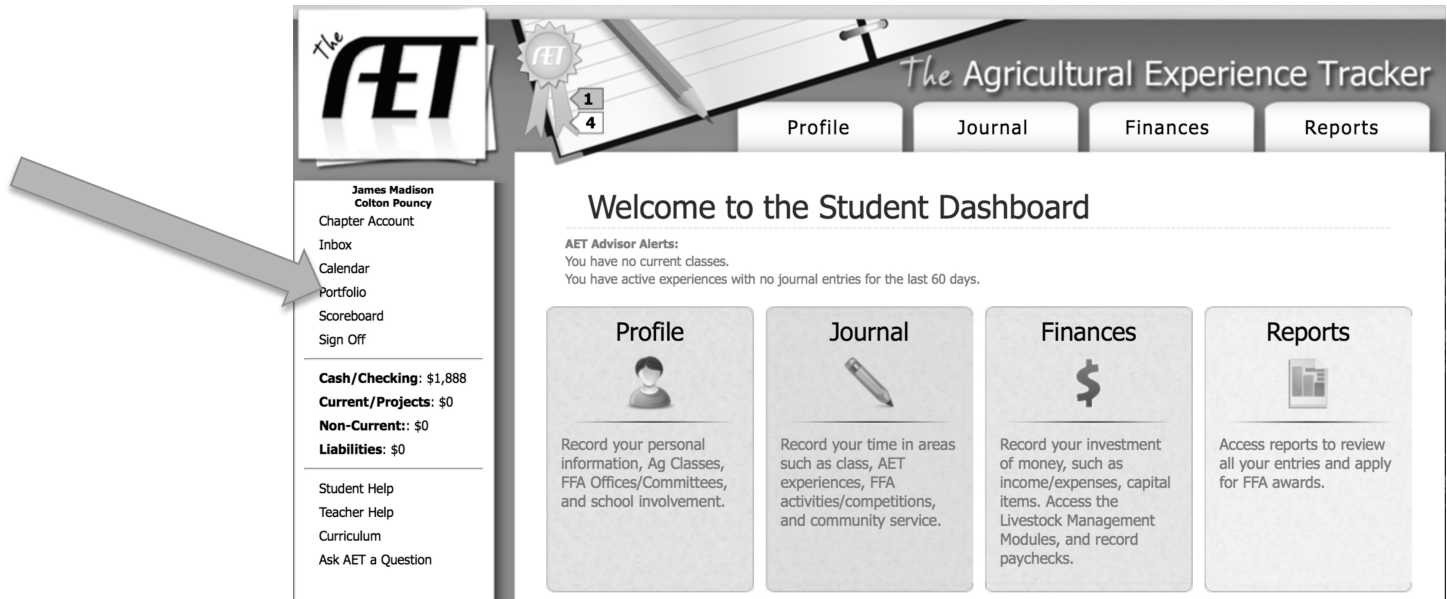 The AET
AET
1
4
The Agricultural Experience Tracker
Profile
Journal
Finances
Reports
James Madison
Colton Pouncy
Chapter Account
Inbox
Calendar
Portfolio
Scoreboard
Sign Off
Cash/Checking: $1,888
Current/Projects: $0
Non-Current:: $0
Liabilities: $0
Student Help
Teacher Help
Curriculum
Ask AET a Question
Welcome to the Student Dashboard
AET Advisor Alerts:
You have no current classes.
You have active experiences with no journal entries for the last 60 days.
Profile
Record your personal
information, Ag Classes,
FFA Offices/Committees,
and school involvement.
Journal
Record your time in areas
such as class, AET
experiences, FFA
activities/competitions,
and community service.
Finances
$
Record your investment
of money, such as
income/expenses, capital
items. Access the
Livestock Management
Modules, and record
paychecks.
Reports
Access reports to review
all your entries and apply
for FFA awards.